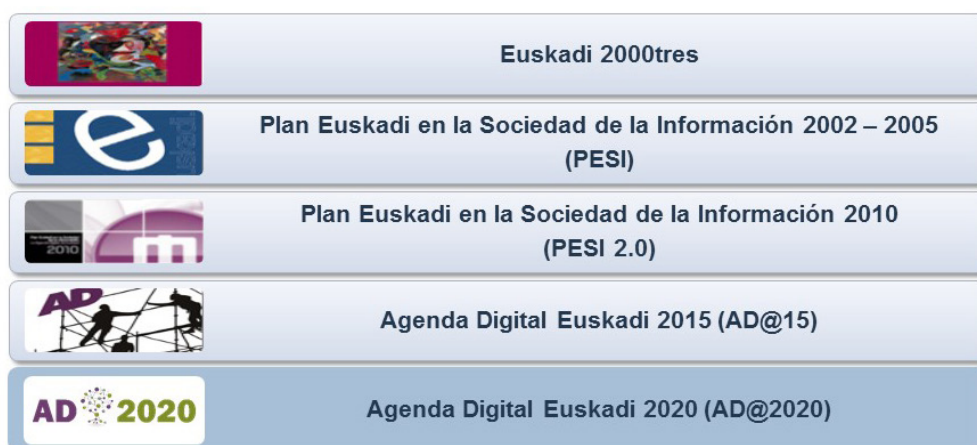 Euskadi 2000tres
Plan Euskadi en la Sociedad de la Información 2002 – 2005
(PESI)
Plan Euskadi en la Sociedad de la Información 2010
(PESI 2.0)
2010
AD
Agenda Digital Euskadi 2015 (AD@15)
AD 2020
Agenda Digital Euskadi 2020 (AD@2020)